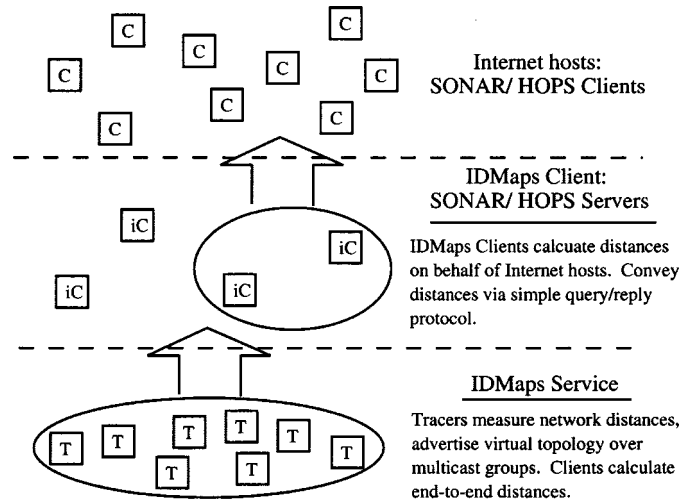 C
C
C
C
C
C
C
C
C
Internet hosts:
SONAR/ HOPS Clients
IDMaps Client:
SONAR/ HOPS Servers
iC
iC
iC
iC
IDMaps Clients calcuate distances
on behalf of Internet hosts. Convey
distances via simple query/reply
protocol.
IDMaps Service
T
T
T
T
T
T
T
T
Tracers measure network distances,
advertise virtual topology over
multicast groups. Clients calculate
end-to-end distances.